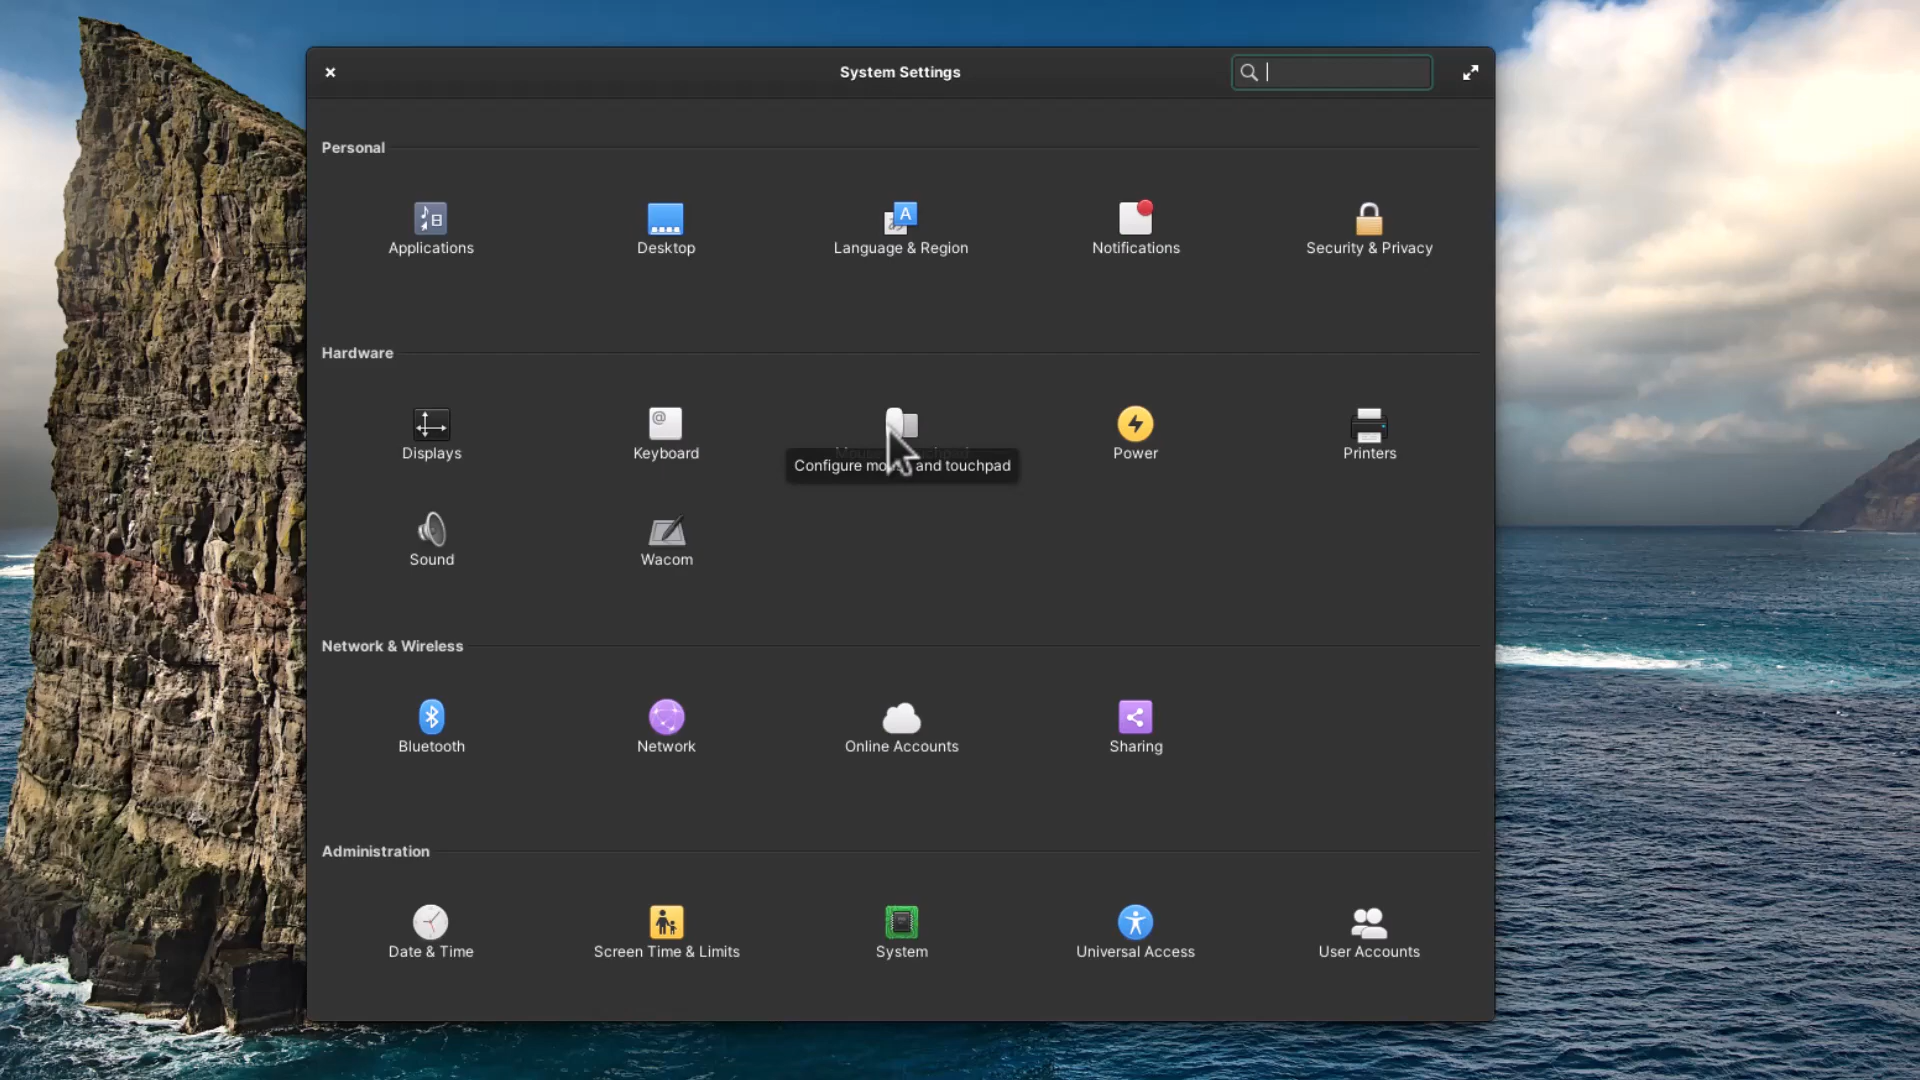 System Settings
Personal
Applications
Desktop
Language & Region
Notifications
Security & Privacy
Hardware
Displays
Keyboard
Configure and touchpad
Power
Printers
Sound
Wacom
Network & Wireless
Bluetooth
Network
Online Accounts
Sharing
Administration
Date & Time
Screen Time & Limits
System
Universal Access
User Accounts